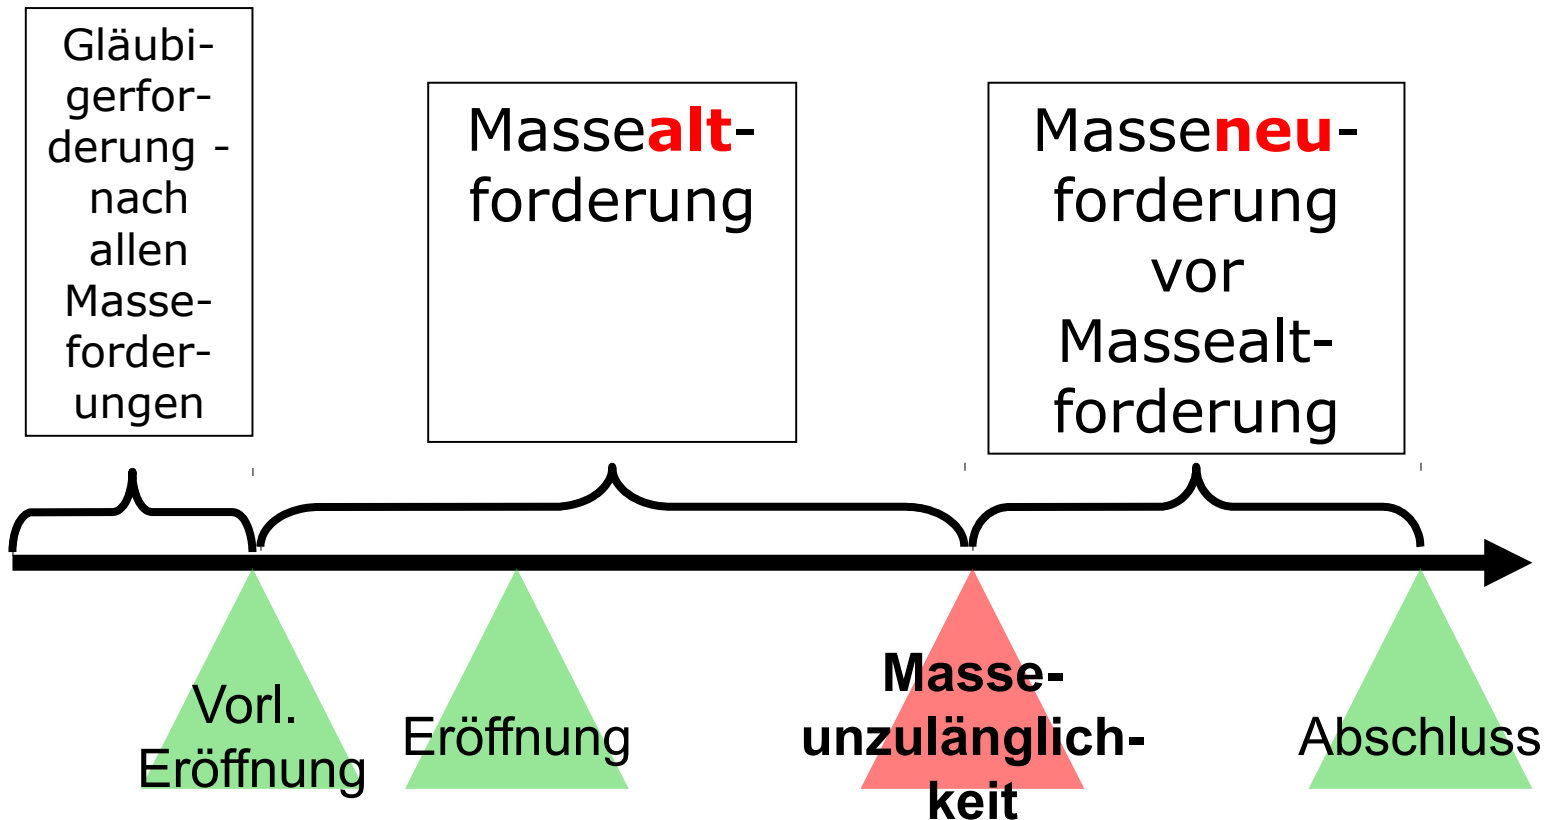 Gläubi-
gerfor-
derung -
nach
allen
Masse-
forder-
ungen
Massealt-
forderung
Masseneu-
forderung
vor
Massealt-
forderung
Vorl.
Eröffnung
Eröffnung
Masse-
unzulänglich-
keit
Abschluss